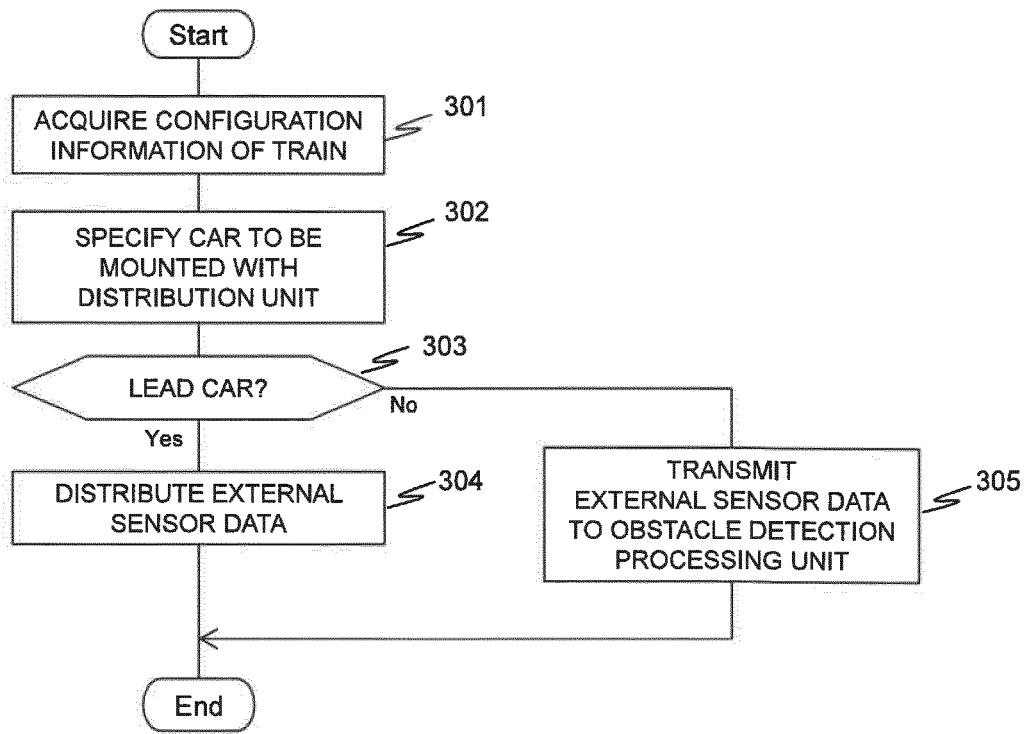 Start
ACQUIRE CONFIGURATION
INFORMATION OF TRAIN
301
SPECIFY CAR TO BE
MOUNTED WITH
DISTRIBUTION UNIT
302
LEAD CAR?
303
No
Yes
DISTRIBUTE EXTERNAL
SENSOR DATA
304
TRANSMIT
EXTERNAL SENSOR DATA
TO OBSTACLE DETECTION
PROCESSING UNIT
305
End